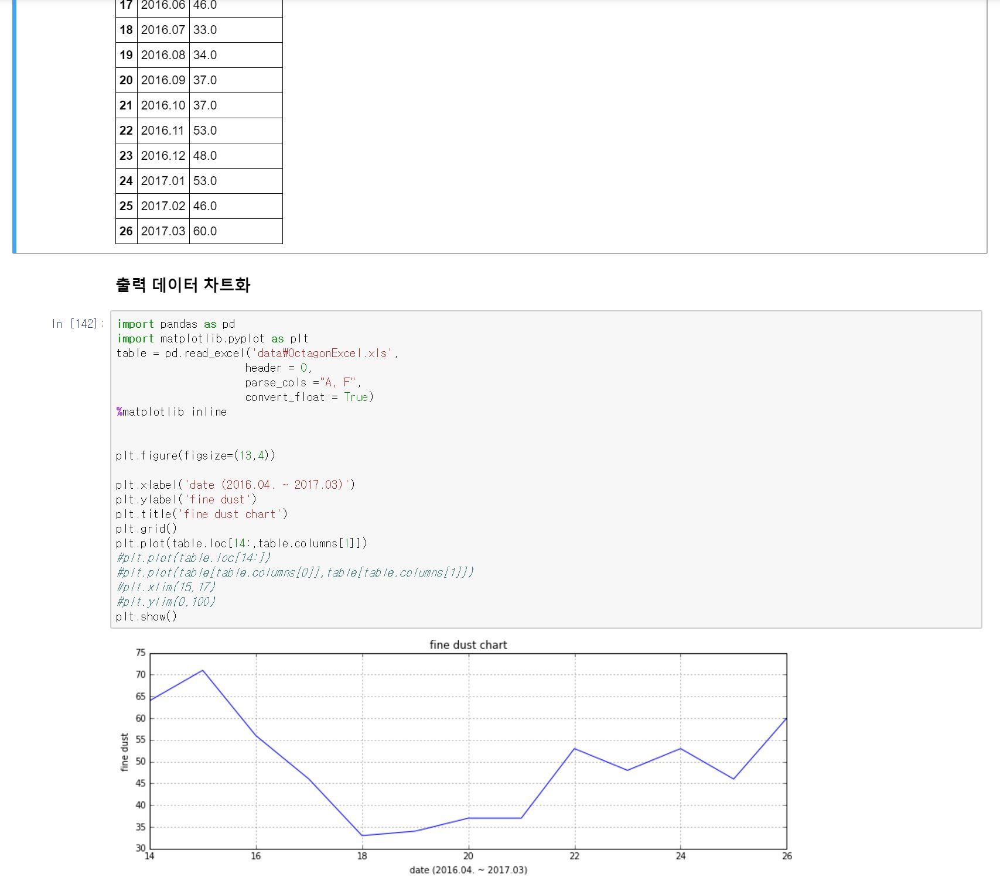 17 2016.06 46.0
18 2016.07 33.0
19 2016.08 34.0
20 2016.09 37.0
21 2016.10 37.0
22 2016.11 53.0
23 2016.12 48.0
24 2017.01 53.0
25 2017.02 46.0
26 2017.03 60.0
출력 데이터 차트화
In [142]:
import pandas as pd
import matplotlib.pyplot as plt
table = pd.read_excel('data₩OctagonExcel.xls',
header = 0,
parse_cols ="A, F",
convert_float = True)
%matplotlib inline
plt.figure(figsize=(13,4))
plt.xlabel('date (2016.04. ~ 2017.03)')
plt.ylabel('fine dust')
plt.title('fine dust chart')
plt.grid()
plt.plot(table.loc[14:,table.columns[1]])
#plt.plot(table.loc[14:])
#plt.plot(table[table.columns[0]],table[table.columns[1]])
#plt.xlim(15,17)
#plt.ylim(0,100)
plt.show()
fine dust chart
75
70
65
60
55
50
45
40
35
30
fine dust
14 16 18 20 22 24 26
date (2016.04. ~ 2017.03)